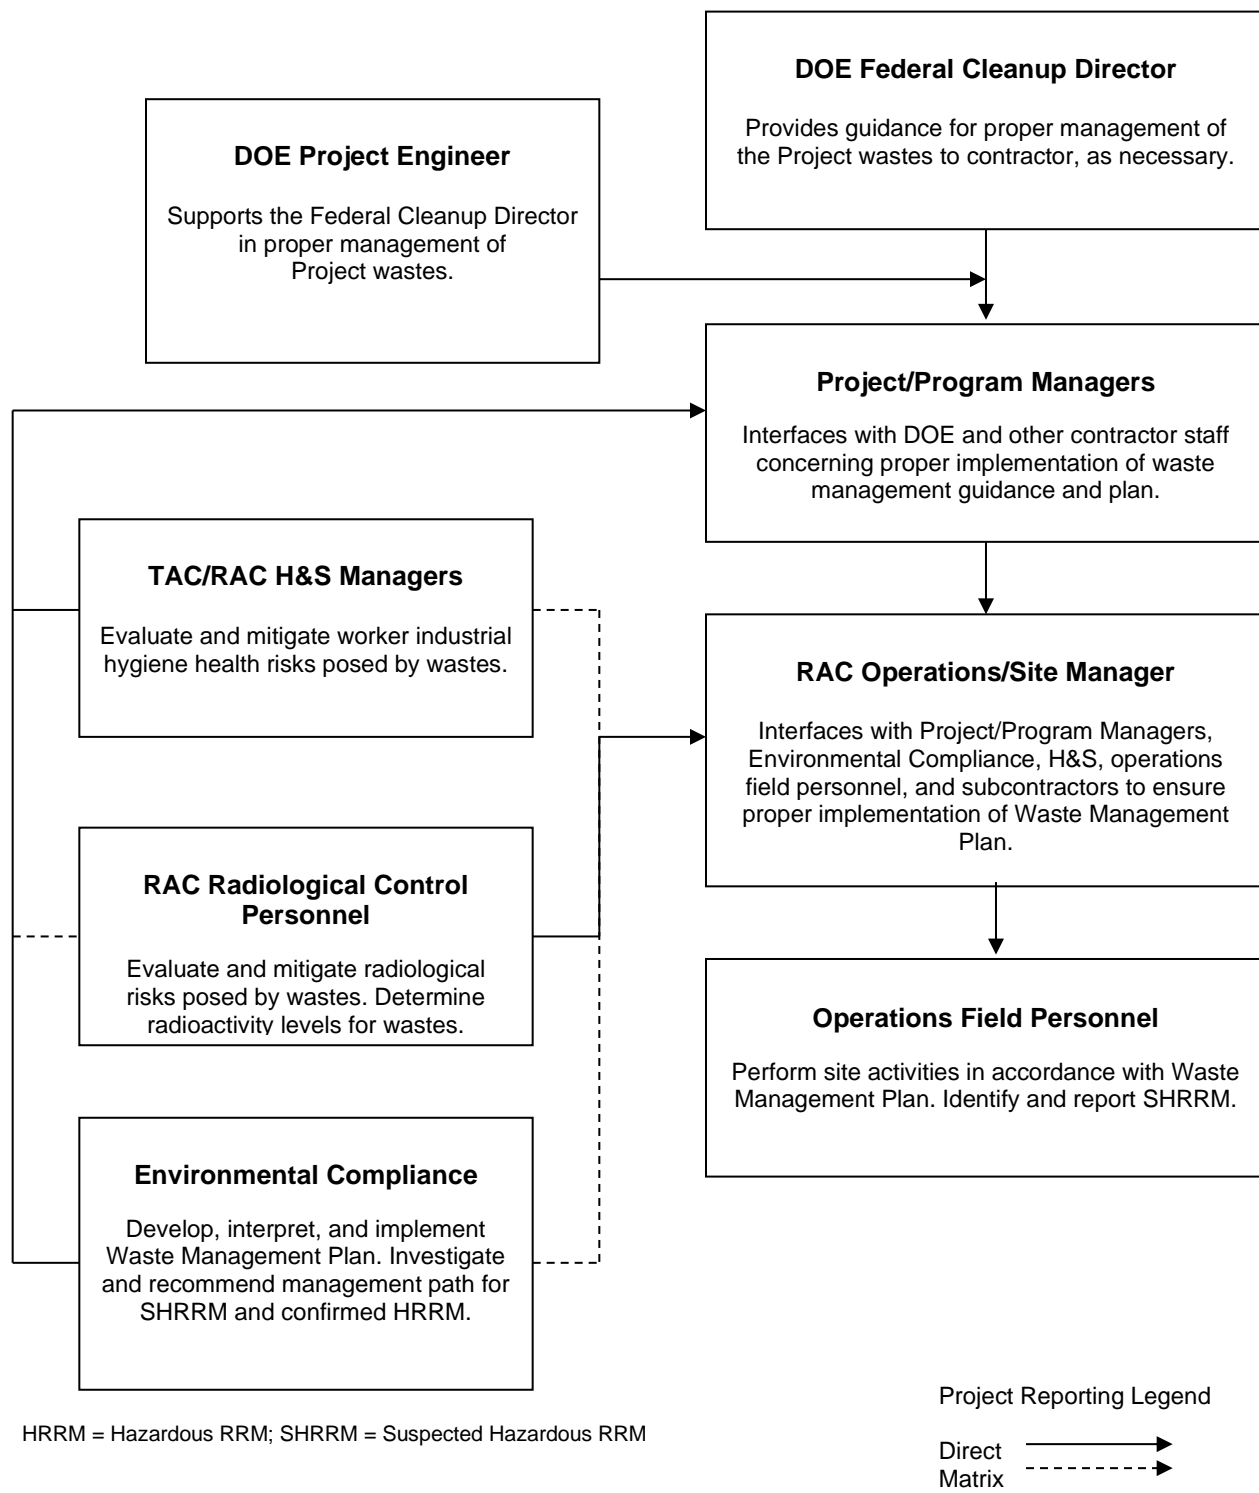 DOE Federal Cleanup Director
Provides guidance for proper management of
the Project wastes to contractor, as necessary.
DOE Project Engineer
Supports the Federal Cleanup Director
in proper management of
Project wastes.
Project/Program Managers
Interfaces with DOE and other contractor staff
concerning proper implementation of waste
management guidance and plan.
TAC/RAC H&S Managers
Evaluate and mitigate worker industrial
hygiene health risks posed by wastes.
RAC Operations/Site Manager
Interfaces with Project/Program Managers,
Environmental Compliance, H&S, operations
field personnel, and subcontractors to ensure
proper implementation of Waste Management
Plan.
RAC Radiological Control
Personnel
Evaluate and mitigate radiological
risks posed by wastes. Determine
radioactivity levels for wastes.
Operations Field Personnel
Perform site activities in accordance with Waste
Management Plan. Identify and report SHRRM.
Environmental Compliance
Develop, interpret, and implement
Waste Management Plan. Investigate
and recommend management path for
SHRRM and confirmed HRRM.
HRRM = Hazardous RRM; SHRRM = Suspected Hazardous RRM
Project Reporting Legend
Direct
Matrix